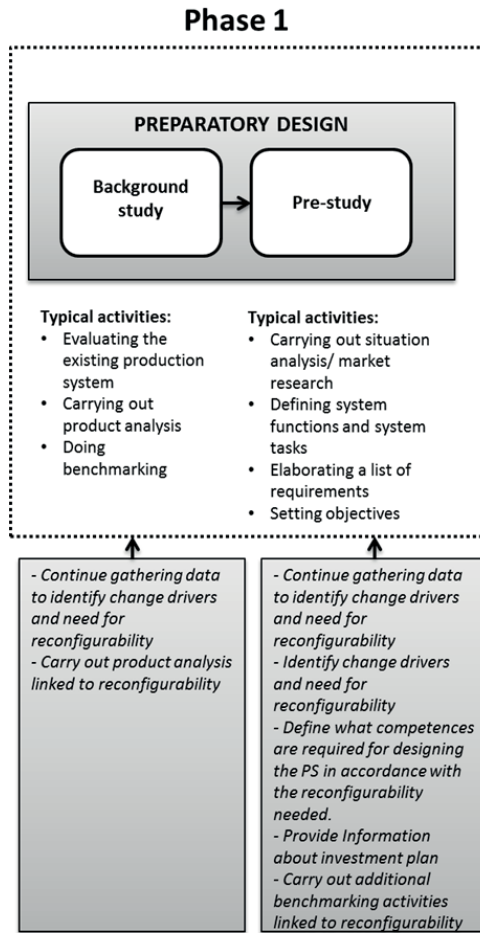 Phase 1
PREPARATORY DESIGN
Background
study
Pre-study
Typical activities:
• Evaluating the
existing production
system
• Carrying out
product analysis
• Doing
benchmarking
Typical activities:
• Carrying out situation
analysis/ market
research
• Defining system
functions and system
tasks
• Elaborating a list of
requirements
• Setting objectives
- Continue gathering data
to identify change drivers
and need for
reconfigurability
- Carry out product analysis
linked to reconfigurability
- Continue gathering data
to identify change drivers
and need for
reconfigurability
- Identify change drivers
and need for
reconfigurability
- Define what competences
are required for designing
the PS in accordance with
the reconfigurability
needed.
- Provide Information
about investment plan
- Carry out additional
benchmarking activities
linked to reconfigurability